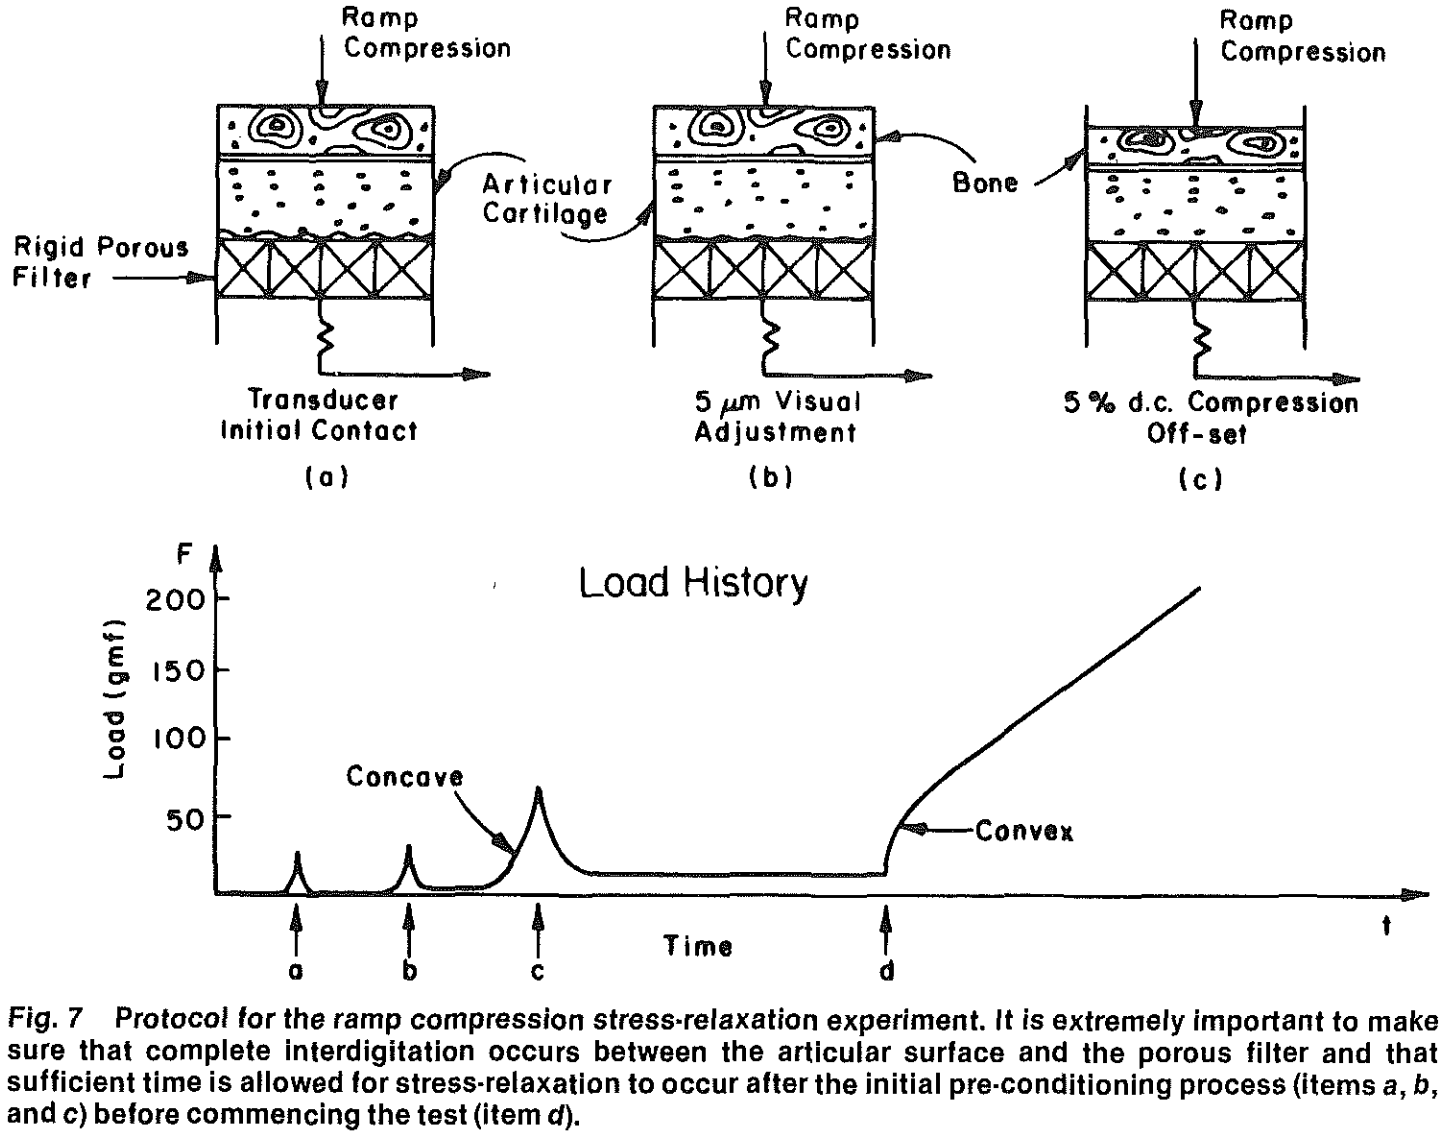 Ramp
Compression
Ramp
Compression
Ramp
Compression
Articular
Cartilage
Bone
Rigid Porous
Filter
Transducer
Initial Contact
(a)
5 μm Visual
Adjustment
(b)
5% d.c. Compression
Off-set
(c)
F
Load History
200
150
100
50
Load (gmf)
Concave
Convex
a
b
c
Time
d
t
Fig. 7 Protocol for the ramp compression stress-relaxation experiment. It is extremely important to make
sure that complete interdigitation occurs between the articular surface and the porous filter and that
sufficient time is allowed for stress-relaxation to occur after the initial pre-conditioning process (items a, b,
and c) before commencing the test (item d).